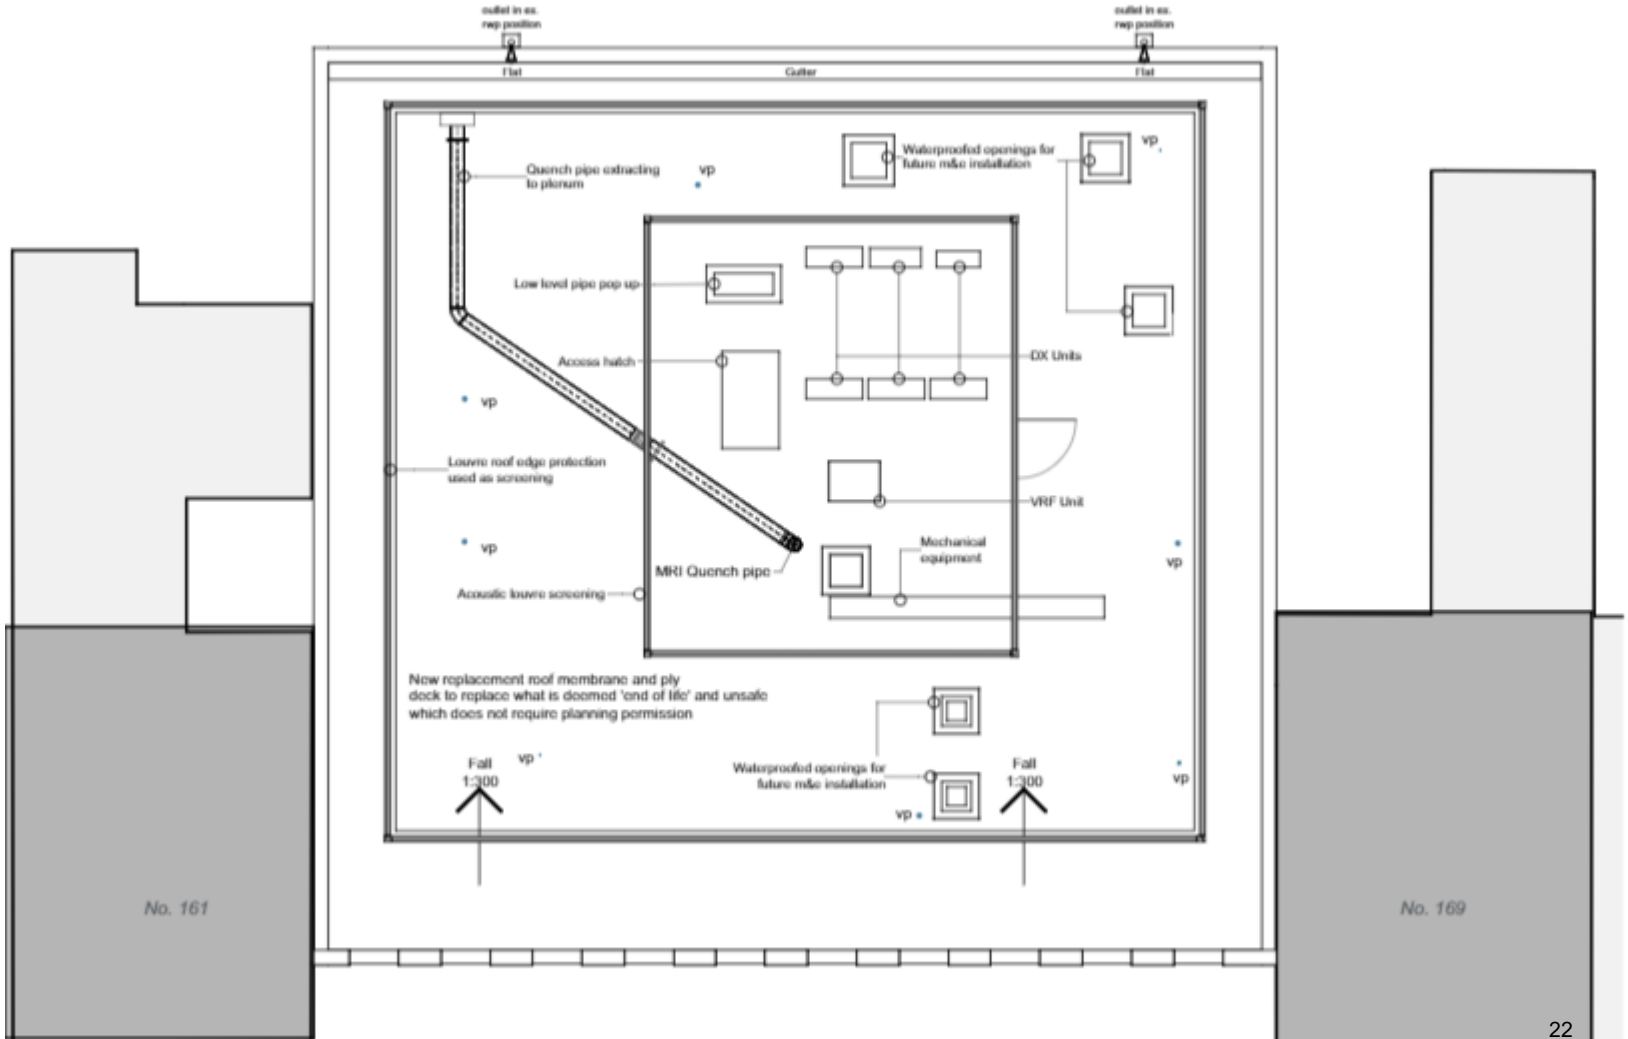 outlet in ex.
rwp position
outlet in ex.
rwp position
Flat
Gutter
Flat
Quench pipe extracting
to plenum
vp
Waterproofed openings for
future m&e installation
vp
Low level pipe pop up
Access hatch
DX Units
vp
Louvre roof edge protection
used as screening
VRF Unit
vp
Mechanical
equipment
vp
MRI Quench pipe
Acoustic louvre screening
New replacement roof membrane and ply
deck to replace what is deemed 'end of life' and unsafe
which does not require planning permission
Fall
1:300
vp
Waterproofed openings for
future m&e installation
Fall
1:300
vp
vp
No. 161
No. 169
22